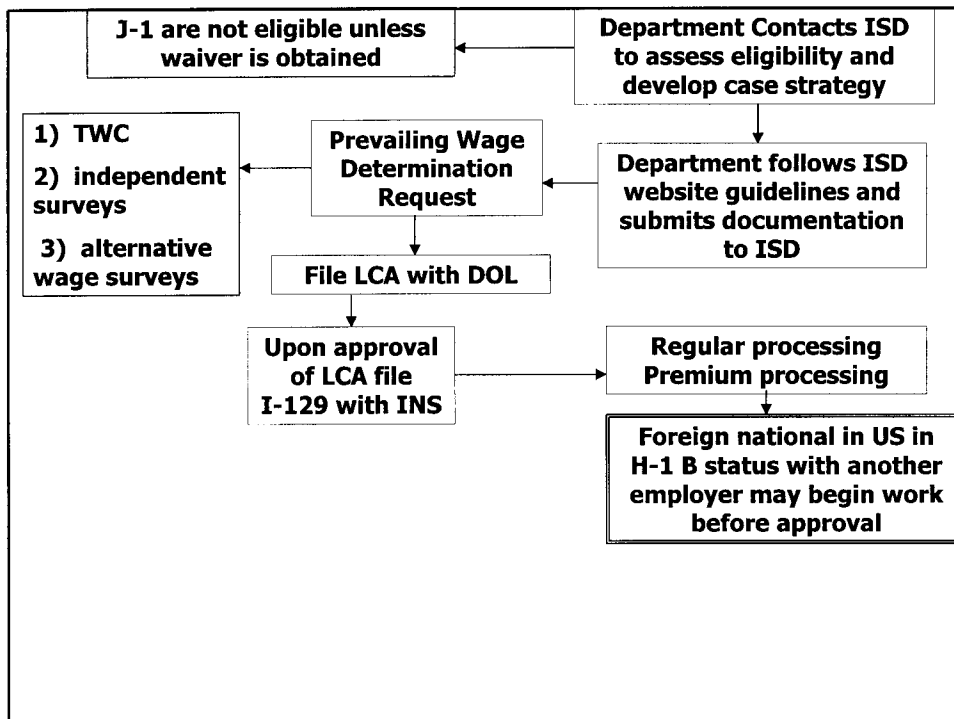 J-1 are not eligible unless
waiver is obtained
Department Contacts ISD
to assess eligibility and
develop case strategy
1) TWC
2) independent
surveys
3) alternative
wage surveys
Prevailing Wage
Determination
Request
Department follows ISD
website guidelines and
submits documentation
to ISD
File LCA with DOL
Upon approval
of LCA file
I-129 with INS
Regular processing
Premium processing
Foreign national in US in
H-1 B status with another
employer may begin work
before approval